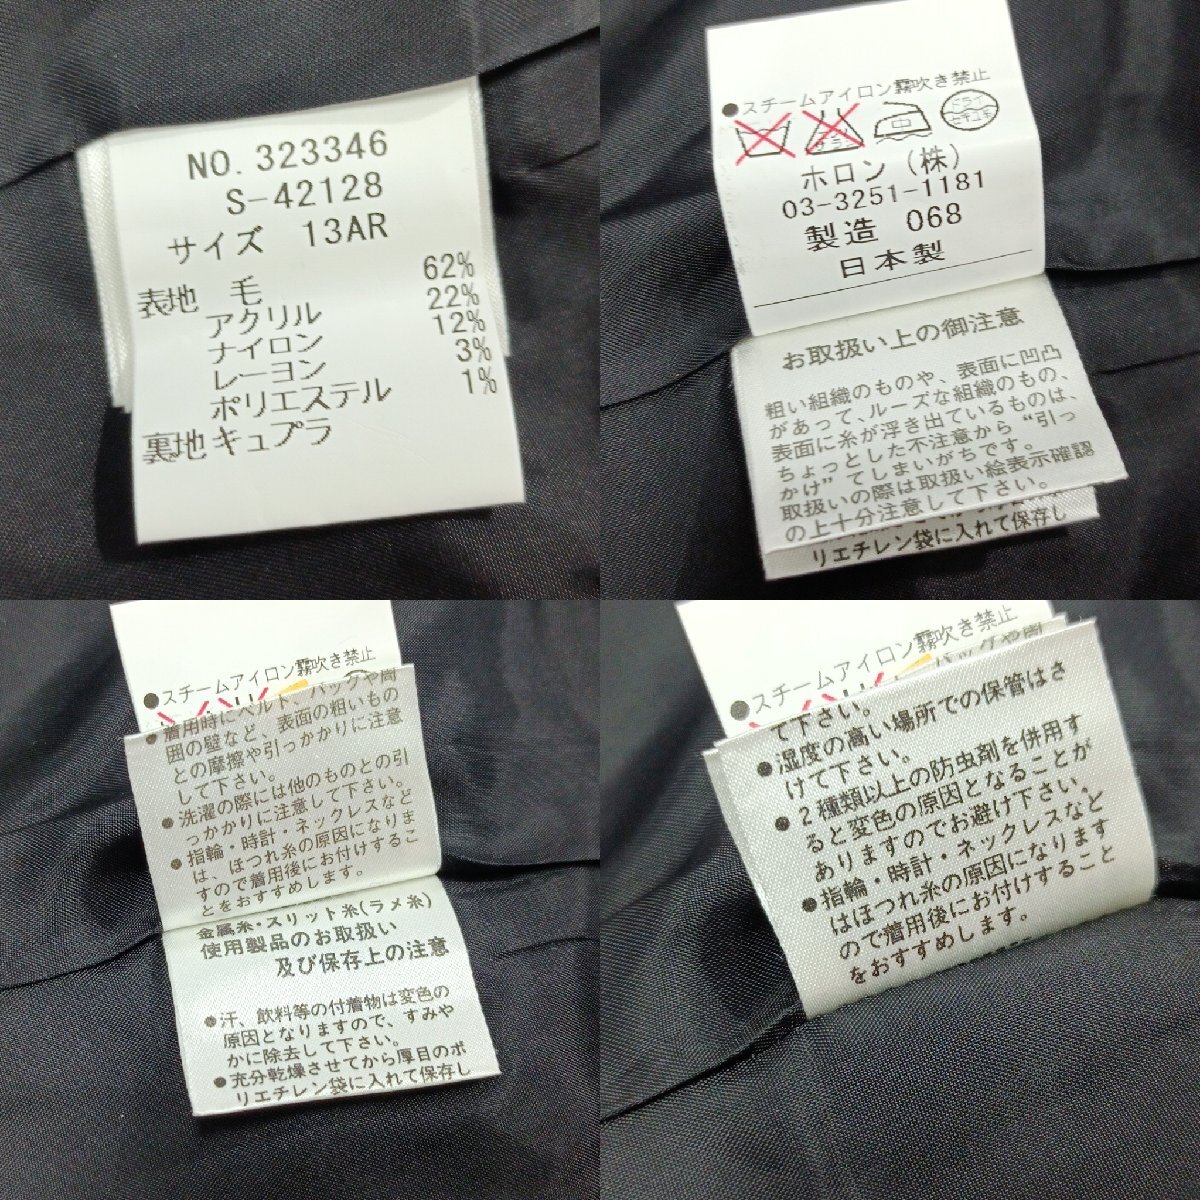 NO. 323346
S-42128
サイズ 13AR
表地 毛 62%
アクリル 22%
ナイロン 12%
レーヨン 3%
ポリエステル 1%
裏地 キュプラ
●スチームアイロン霧吹き禁止
中
ドライ
セキユ系
ホロン(株)
03-3251-1181
製造 068
日本製
お取扱い上の御注意
粗い組織のものや、表面に凹凸
があって、ルーズな組織のもの、
表面に糸が浮き出ているものは、
ちょっとした不注意から“引っ
かけ”てしまいがちです。
取扱いの際は取扱い絵表示確認
の上十分注意して下さい。
リエチレン袋に入れて保存し
●スチームアイロン霧吹き禁止
●着用時にベルト、バッグや周
囲の壁など、表面の粗いもの
との摩擦や引っかかりに注意
して下さい。
●洗濯の際には他のものとの引
っかかりに注意して下さい。
●指輪・時計・ネックレスなど
は、ほつれ糸の原因になりま
すので着用後にお付けするこ
とをおすすめします。
金属糸・スリット糸(ラメ糸)
使用製品のお取扱い
及び保存上の注意
●汗、飲料等の付着物は変色の
原因となりますので、すみや
かに除去して下さい。
●充分乾燥させてから厚目のポ
リエチレン袋に入れて保存し
●スチームアイロン霧吹き禁止
バッグや周
て下さい。
●湿度の高い場所での保管はさ
けて下さい。
●2種類以上の防虫剤を併用す
ると変色の原因となることが
ありますのでお避け下さい。
●指輪・時計・ネックレスなど
はほつれ糸の原因になります
ので着用後にお付けすること
をおすすめします。